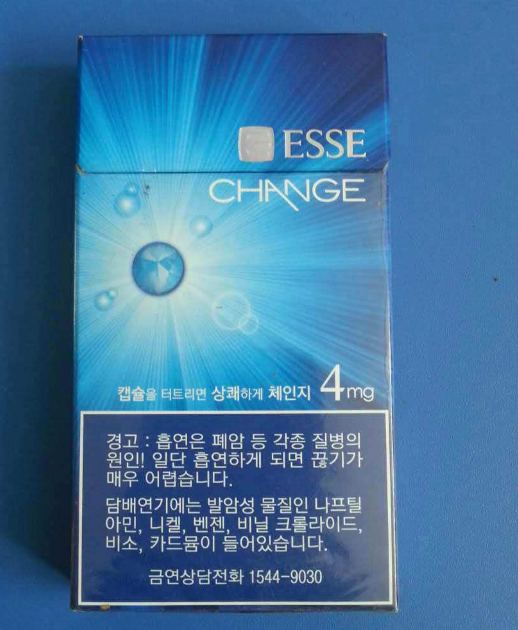 ESSE
CHANGE
캡슐을 터트리면 상쾌하게 체인지 4mg
경고 : 흡연은 폐암 등 각종 질병의
원인! 일단 흡연하게 되면 끊기가
매우 어렵습니다.
담배연기에는 발암성 물질인 나프틸
아민, 니켈, 벤젠, 비닐 크롤라이드,
비소, 카드뮴이 들어있습니다.
금연상담전화 1544-9030